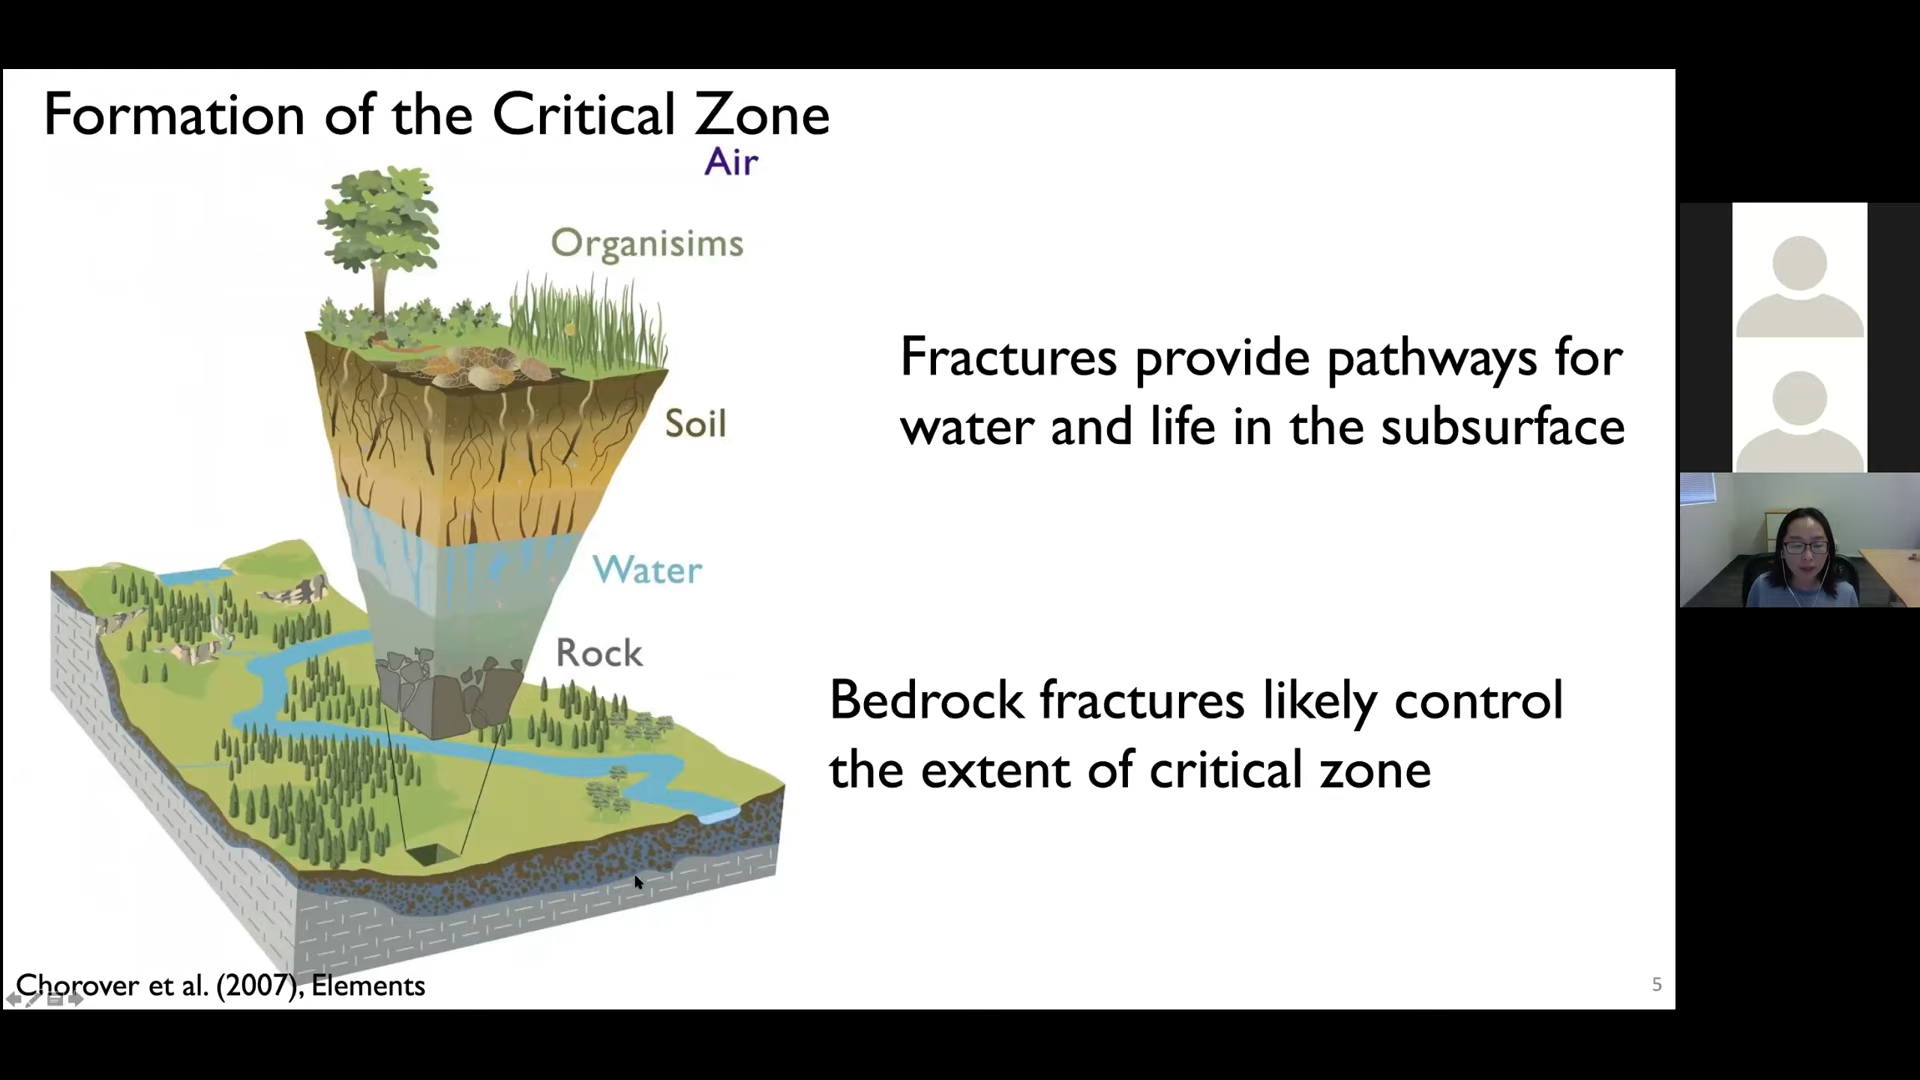 Formation of the Critical Zone
Air
Organisims
Soil
Water
Rock
Fractures provide pathways for
water and life in the subsurface
Bedrock fractures likely control
the extent of critical zone
Chorover et al. (2007), Elements
5